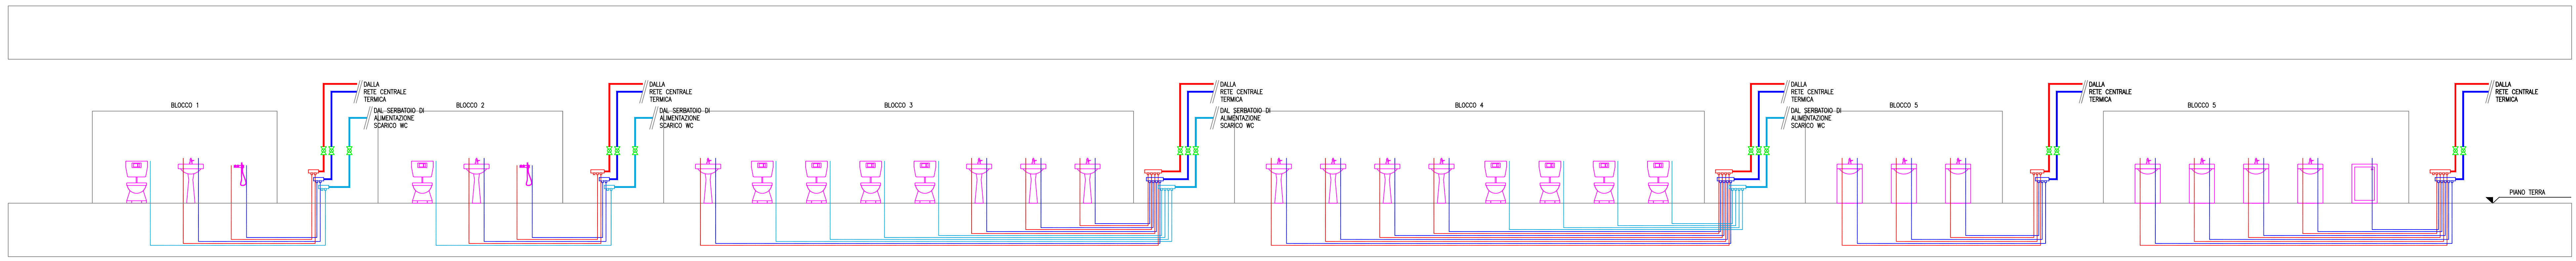 BLOCCO 1
DALLA
RETE CENTRALE
TERMICA
DAL SERBATOIO DI
ALIMENTAZIONE
SCARICO WC
BLOCCO 2
DALLA
RETE CENTRALE
TERMICA
DAL SERBATOIO DI
ALIMENTAZIONE
SCARICO WC
BLOCCO 3
DALLA
RETE CENTRALE
TERMICA
DAL SERBATOIO DI
ALIMENTAZIONE
SCARICO WC
BLOCCO 4
DALLA
RETE CENTRALE
TERMICA
DAL SERBATOIO DI
ALIMENTAZIONE
SCARICO WC
BLOCCO 5
DALLA
RETE CENTRALE
TERMICA
BLOCCO 5
DALLA
RETE CENTRALE
TERMICA
PIANO TERRA